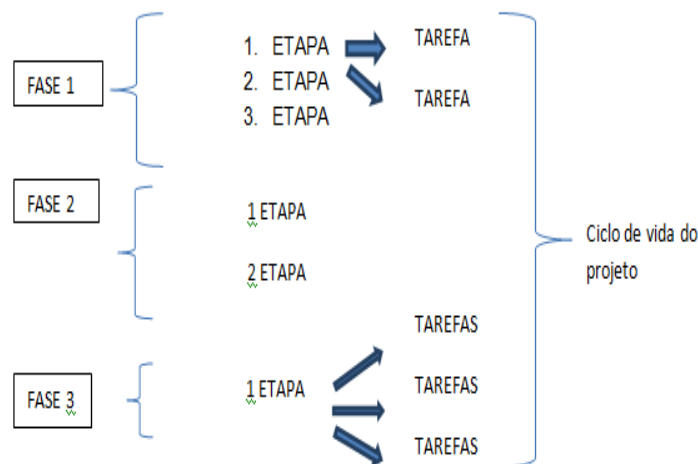 FASE 1
1. ETAPA
2. ETAPA
3. ETAPA
TAREFA
TAREFA
FASE 2
1 ETAPA
2 ETAPA
FASE 3
1 ETAPA
TAREFAS
TAREFAS
TAREFAS
Ciclo de vida do
projeto